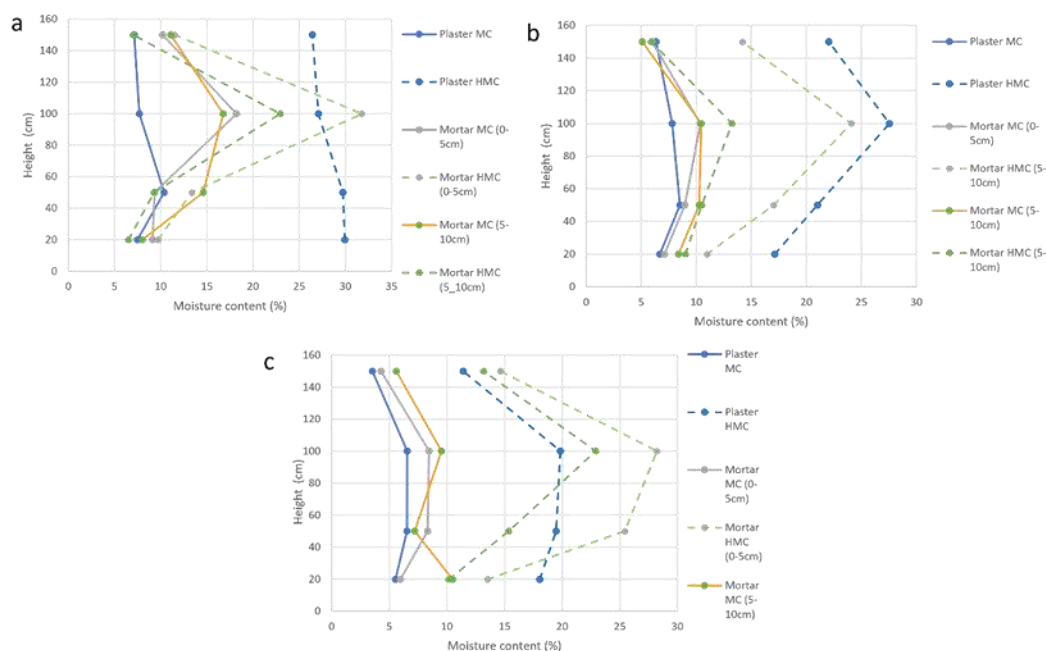 a
160
140
120
100
80
60
40
20
0
Height (cm)
0 5 10 15 20 25 30 35
Moisture content (%)
Plaster MC
Plaster HMC
Mortar MC (0-
5cm)
Mortar HMC
(0-5cm)
Mortar MC (5-
10cm)
Mortar HMC
(5_10cm)
b
160
140
120
100
80
60
40
20
0
Height (cm)
0 5 10 15 20 25 30
Moisture content (%)
Plaster MC
Plaster HMC
Mortar MC (0-
5cm)
Mortar HMC (5-
10cm)
Mortar MC (5-
10cm)
Mortar HMC (5-
10cm)
c
160
140
120
100
80
60
40
20
0
Height (cm)
0 5 10 15 20 25 30
Moisture content (%)
Plaster
MC
Plaster
HMC
Mortar
MC (0-
5cm)
Mortar
HMC
(0-5cm)
Mortar
MC (5-
10cm)